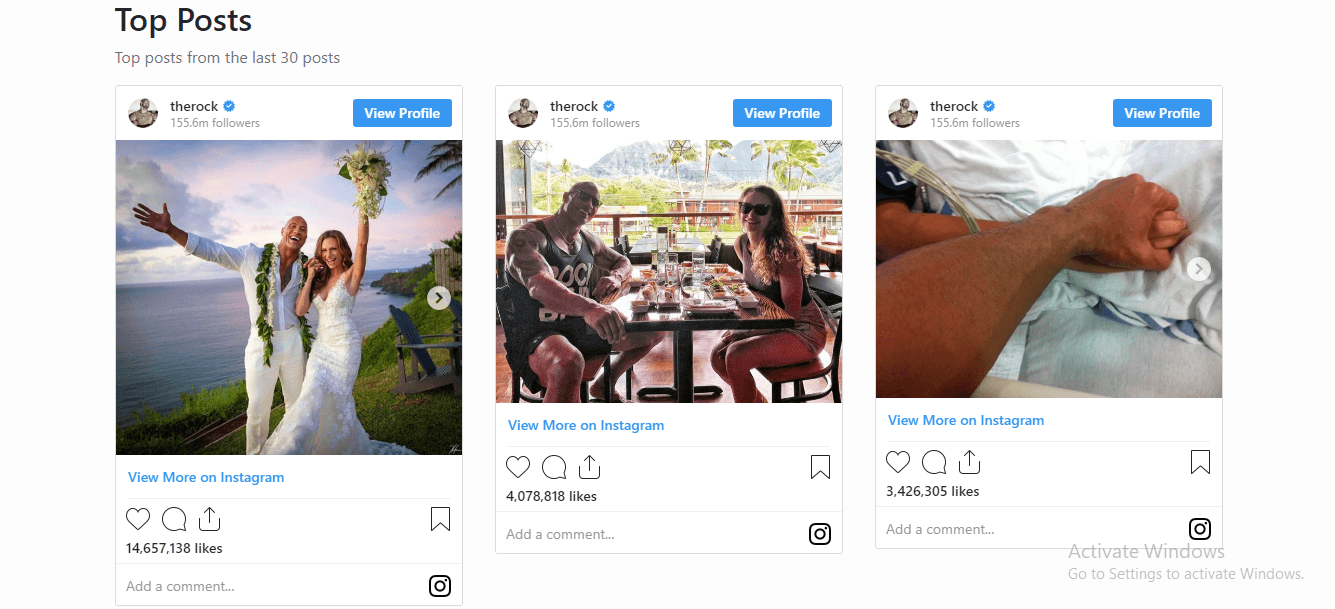 Top Posts
Top posts from the last 30 posts
therock
155.6m followers
View Profile
View More on Instagram
14,657,138 likes
Add a comment...
therock
155.6m followers
View Profile
View More on Instagram
4,078,818 likes
Add a comment...
therock
155.6m followers
View Profile
L
View More on Instagram
3,426,305 likes
Add a comment...
Activate Windows
Go to Settings to activate Windows.